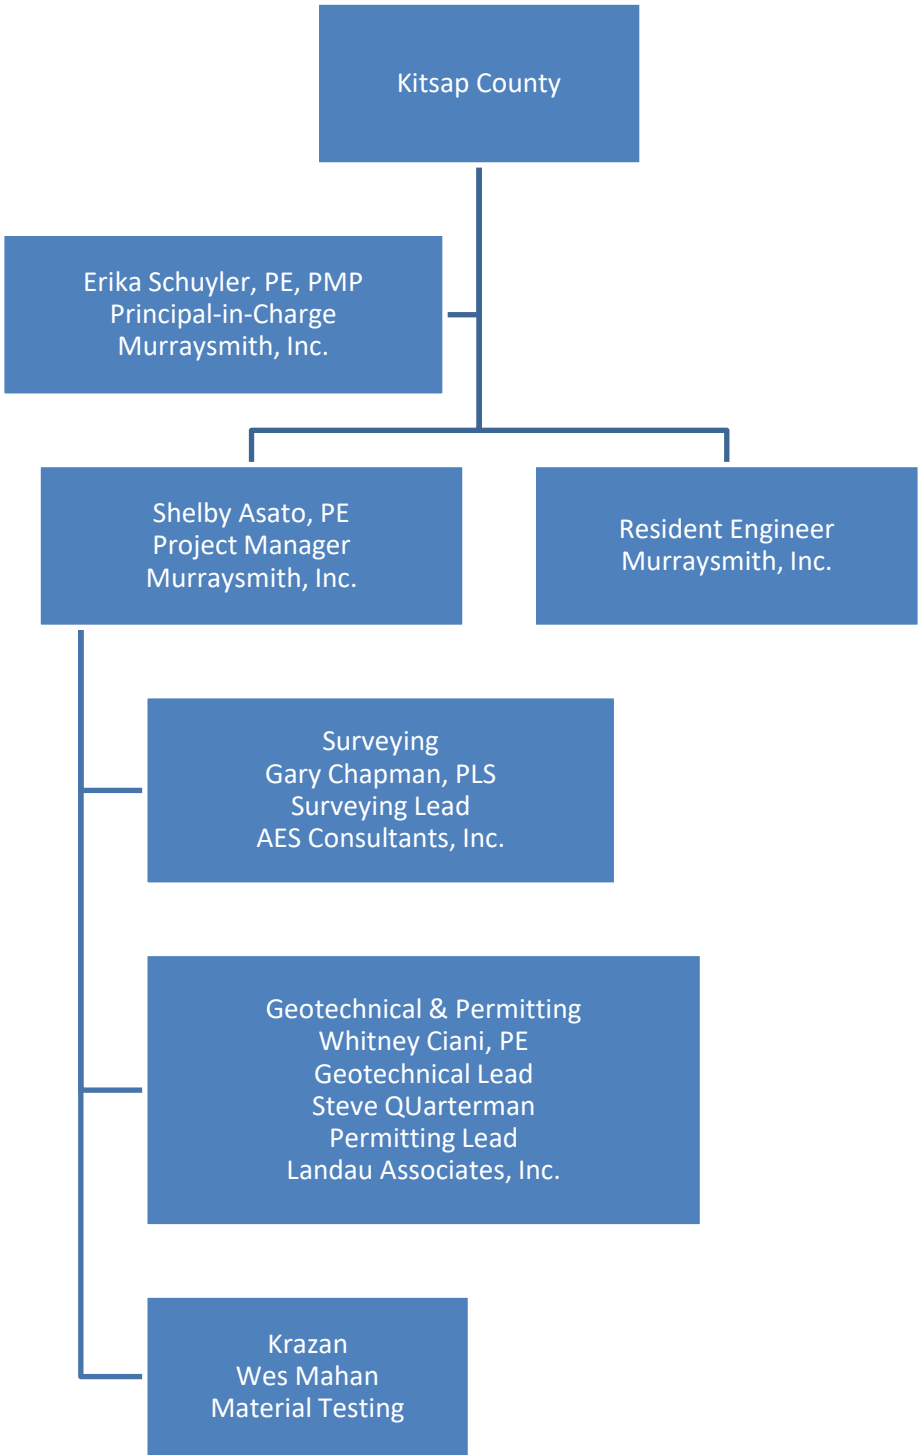 Kitsap County
Erika Schuyler, PE, PMP
Principal-in-Charge
Murraysmith, Inc.
Shelby Asato, PE
Project Manager
Murraysmith, Inc.
Resident Engineer
Murraysmith, Inc.
Surveying
Gary Chapman, PLS
Surveying Lead
AES Consultants, Inc.
Geotechnical & Permitting
Whitney Ciani, PE
Geotechnical Lead
Steve QUarterman
Permitting Lead
Landau Associates, Inc.
Krazan
Wes Mahan
Material Testing